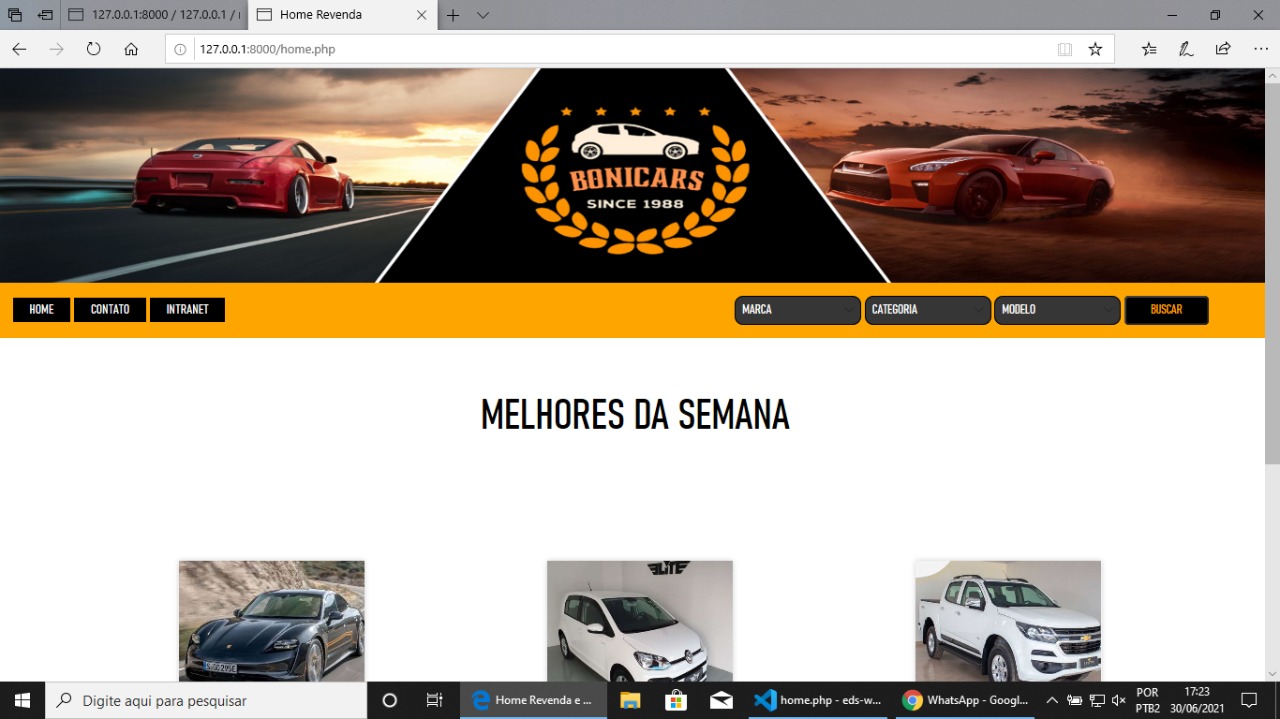 127.0.0.1:8000 / 127.0.0.1 /
Home Revenda
127.0.0.1:8000/home.php
BONICARS
SINCE 1988
HOME
CONTATO
INTRANET
MARCA
CATEGORIA
MODELO
BUSCAR
MELHORES DA SEMANA
ELITE
Digite aqui para pesquisar
Home Revenda e ...
home.php - eds-w...
WhatsApp - Googl...
POR
PTB2
17:23
30/06/2021